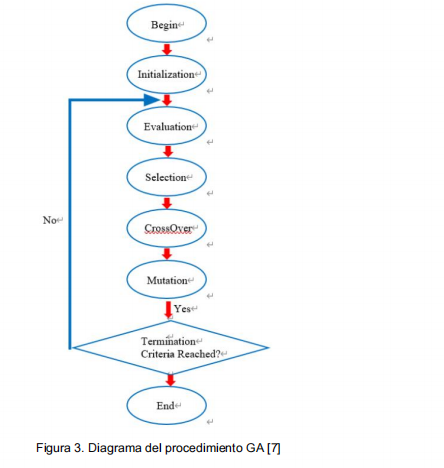 Begin
Initialization
Evaluation
Selection
No
CrossOver
Mutation
Yes
Termination
Criteria Reached?
End
Figura 3. Diagrama del procedimiento GA [7]